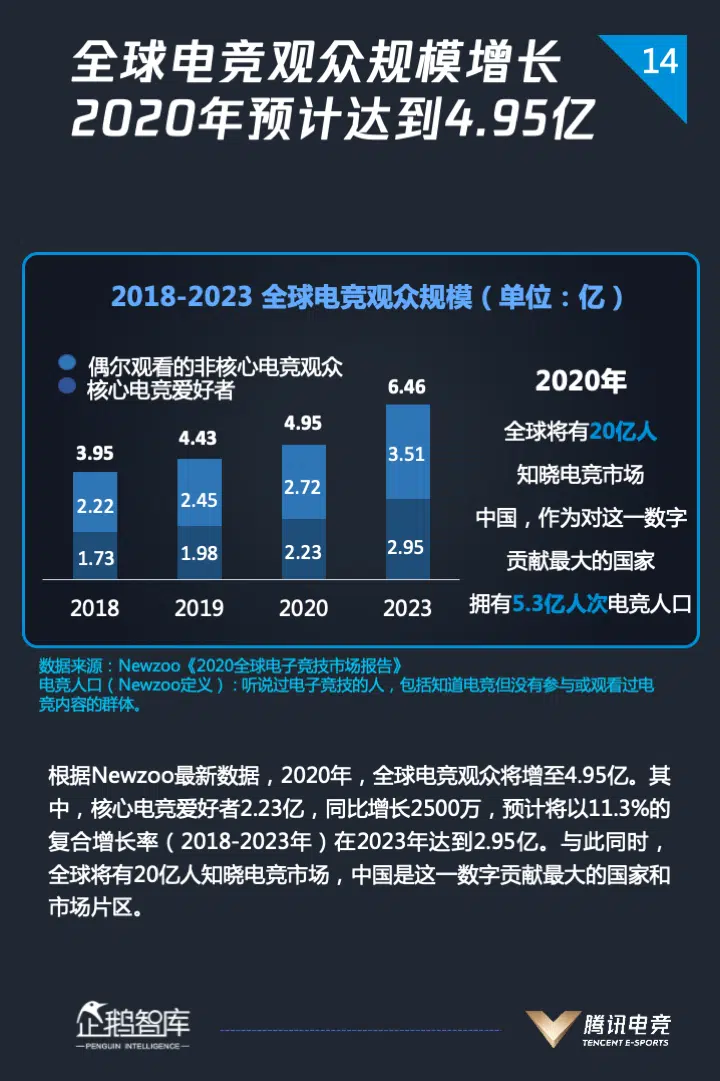 全球电竞观众规模增长
2020年预计达到4.95亿
14
2018-2023 全球电竞观众规模（单位：亿）
偶尔观看的非核心电竞观众
核心电竞爱好者
3.95
4.43
4.95
6.46
2.22
2.45
2.72
3.51
1.73
1.98
2.23
2.95
2018
2019
2020
2023
2020年
全球将有20亿人
知晓电竞市场
中国，作为对这一数字
贡献最大的国家
拥有5.3亿人次电竞人口
数据来源：Newzoo《2020全球电子竞技市场报告》
电竞人口（Newzoo定义）：听说过电子竞技的人，包括知道电竞但没有参与或观看过电
竞内容的群体。
根据Newzoo最新数据，2020年，全球电竞观众将增至4.95亿。其
中，核心电竞爱好者2.23亿，同比增长2500万，预计将以11.3%的
复合增长率（2018-2023年）在2023年达到2.95亿。与此同时，
全球将有20亿人知晓电竞市场，中国是这一数字贡献最大的国家和
市场片区。
企鹅智库
PENGUIN INTELLIGENCE
腾讯电竞
TENCENT E-SPORTS